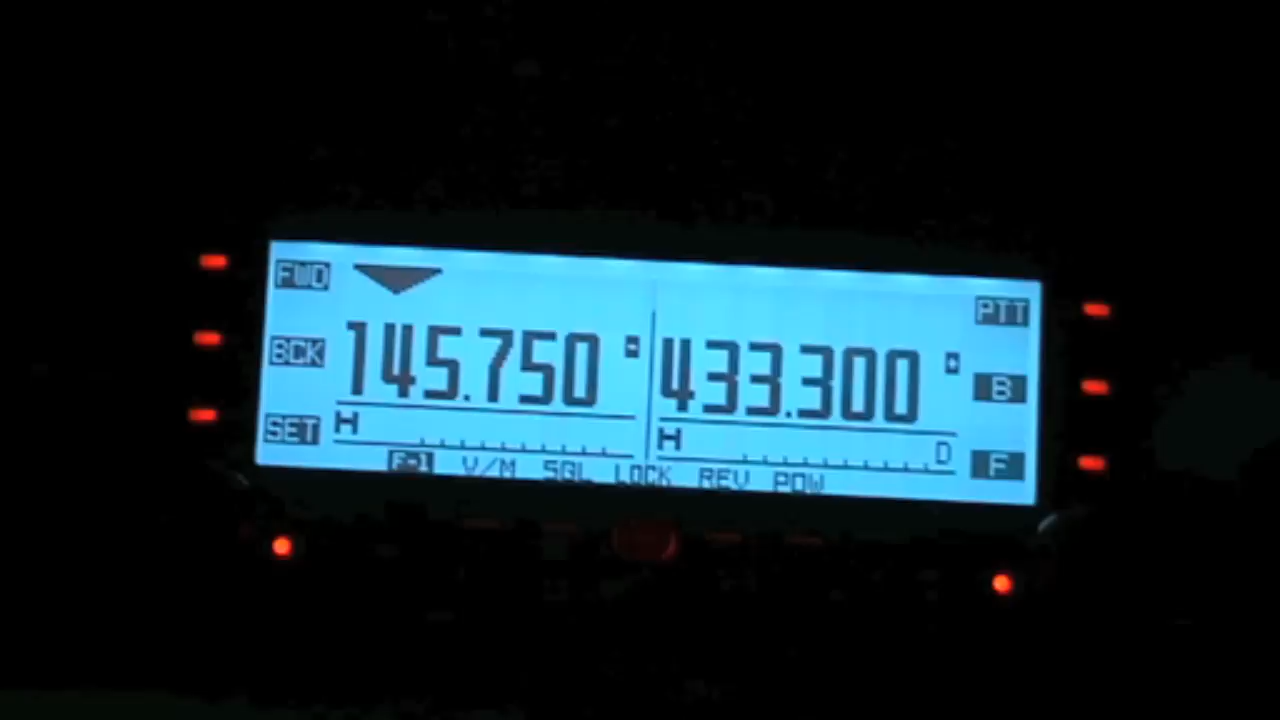 FWD
PTT
145.750 - 433.300 +
BCK
B
H H D
SET
F
F-1 V/M SQL LOCK REV POW